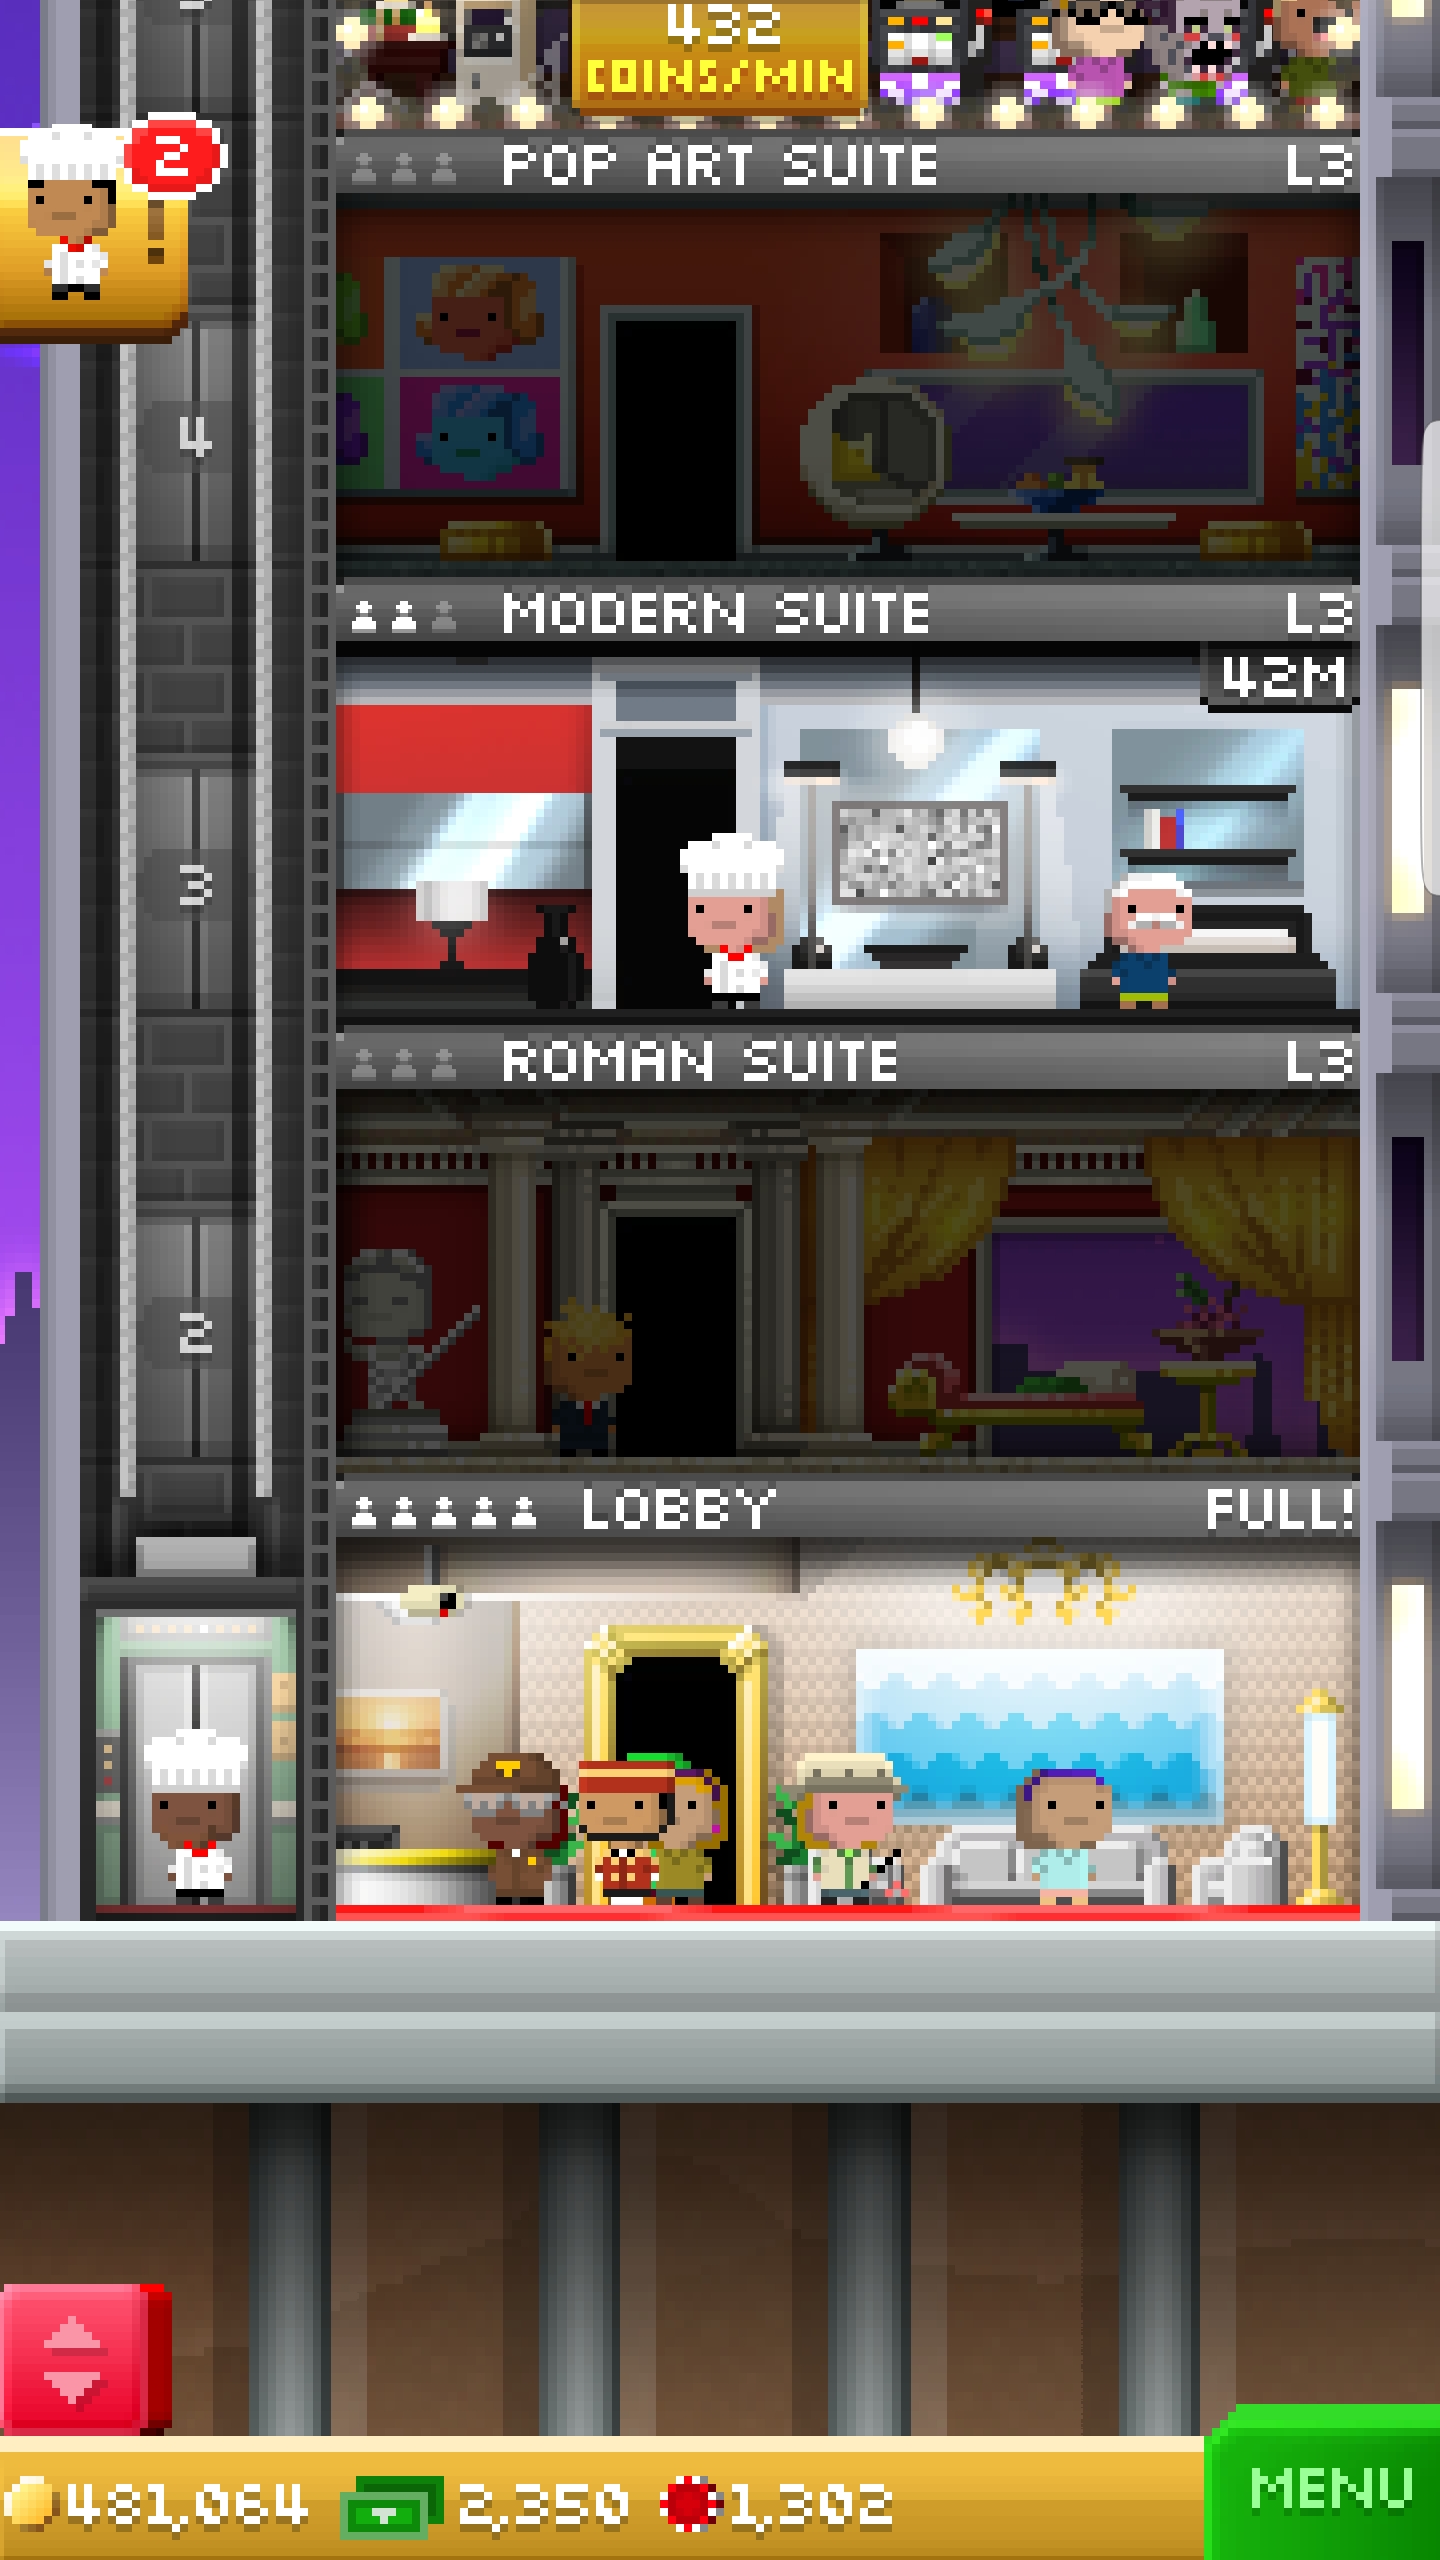 432
COINS/MIN
2
POP ART SUITE L3
4
MODERN SUITE L3
42M
3
ROMAN SUITE L3
2
LOBBY FULL!
481,064 2,350 1,302
MENU